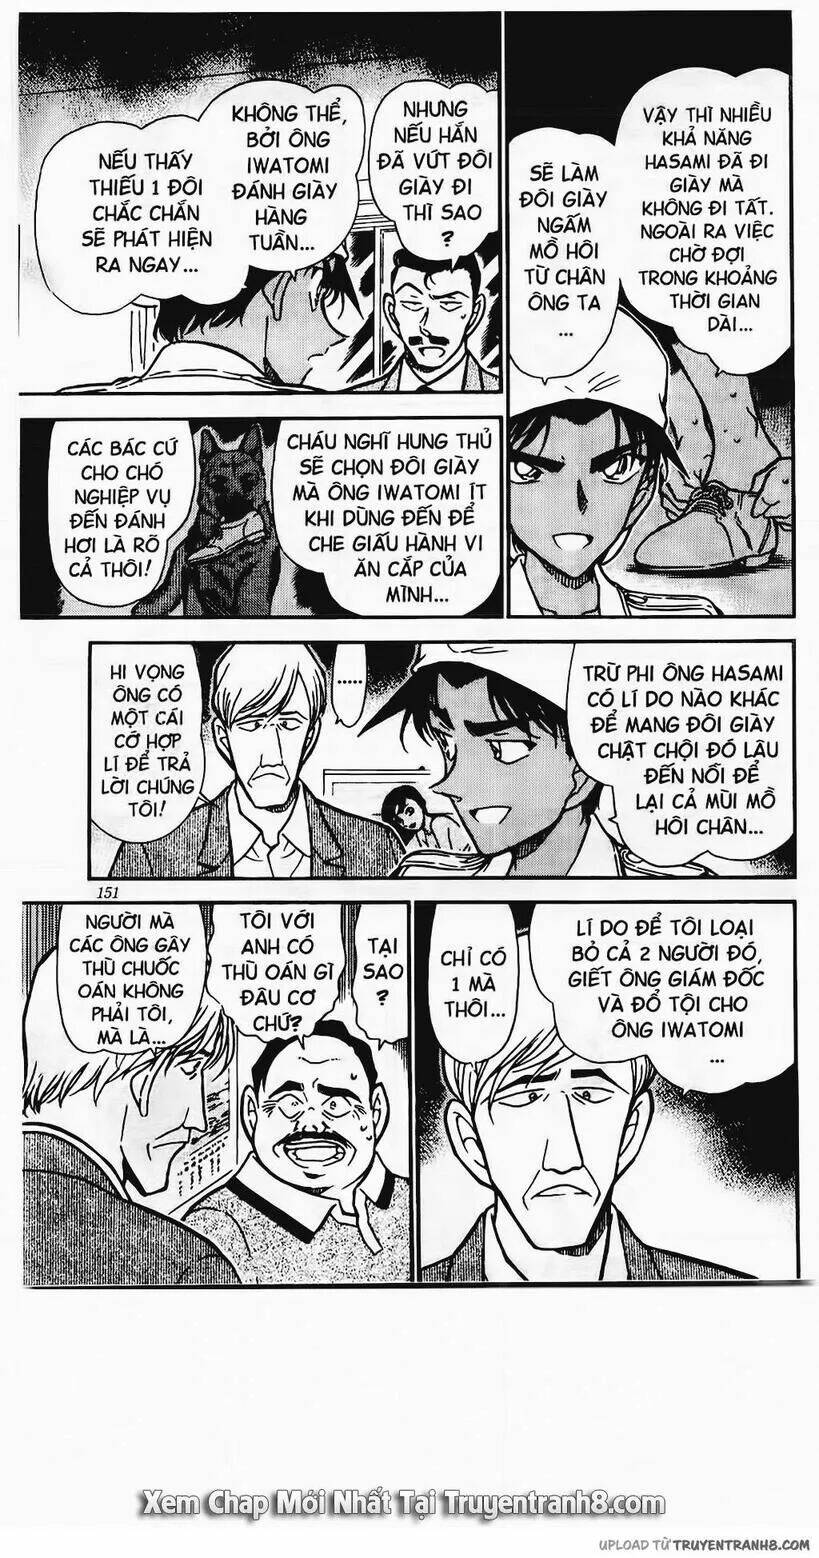 VẬY THÌ NHIỀU
KHẢ NĂNG
HASAMI ĐÃ ĐI
GIÀY MÀ
KHÔNG ĐI TẤT.
NGOÀI RA VIỆC
CHỜ ĐỢI
TRONG KHOẢNG
THỜI GIAN
DÀI...
SẼ LÀM
ĐÔI GIÀY
NGẤM
MỒ HÔI
TỪ CHÂN
ÔNG TA
...
NHƯNG
NẾU HẮN
ĐÃ VỨT ĐÔI
GIÀY ĐI
THÌ SAO
?
KHÔNG THỂ,
BỞI ÔNG
IWATOMI
ĐÁNH GIÀY
HÀNG
TUẦN...
NẾU THẤY
THIẾU 1 ĐÔI
CHẮC CHẮN
SẼ PHÁT HIỆN
RA NGAY...
CHÁU NGHĨ HUNG THỦ
SẼ CHỌN ĐÔI GIÀY
MÀ ÔNG IWATOMI ÍT
KHI DÙNG ĐẾN ĐỂ
CHE GIẤU HÀNH VI
ĂN CẮP CỦA
MÌNH...
CÁC BÁC CỨ
CHO CHÓ
NGHIỆP VỤ
ĐẾN ĐÁNH
HƠI LÀ RÕ
CẢ THÔI!
TRỪ PHI ÔNG HASAMI
CÓ LÍ DO NÀO KHÁC
ĐỂ MANG ĐÔI GIÀY
CHẬT CHỘI ĐÓ LÂU
ĐẾN NỖI ĐỂ
LẠI CẢ MÙI MỒ
HÔI CHÂN...
......
HI VỌNG
ÔNG CÓ
MỘT CÁI
CỚ HỢP
LÍ ĐỂ TRẢ
LỜI CHÚNG
TÔI!
151
LÍ DO ĐỂ TÔI LOẠI
BỎ CẢ 2 NGƯỜI ĐÓ,
GIẾT ÔNG GIÁM ĐỐC
VÀ ĐỔ TỘI CHO
ÔNG IWATOMI
...
CHỈ CÓ
1 MÀ
THÔI...
TẠI
SAO
?
TÔI VỚI
ANH CÓ
THÙ OÁN GÌ
ĐÂU CƠ
CHỨ?
NGƯỜI MÀ
CÁC ÔNG GÂY
THÙ CHUỐC
OÁN KHÔNG
PHẢI TÔI,
MÀ LÀ...
Xem Chap Mới Nhất Tại Truyentranh8.com
UPLOAD TỪ TRUYENTRANH8.COM